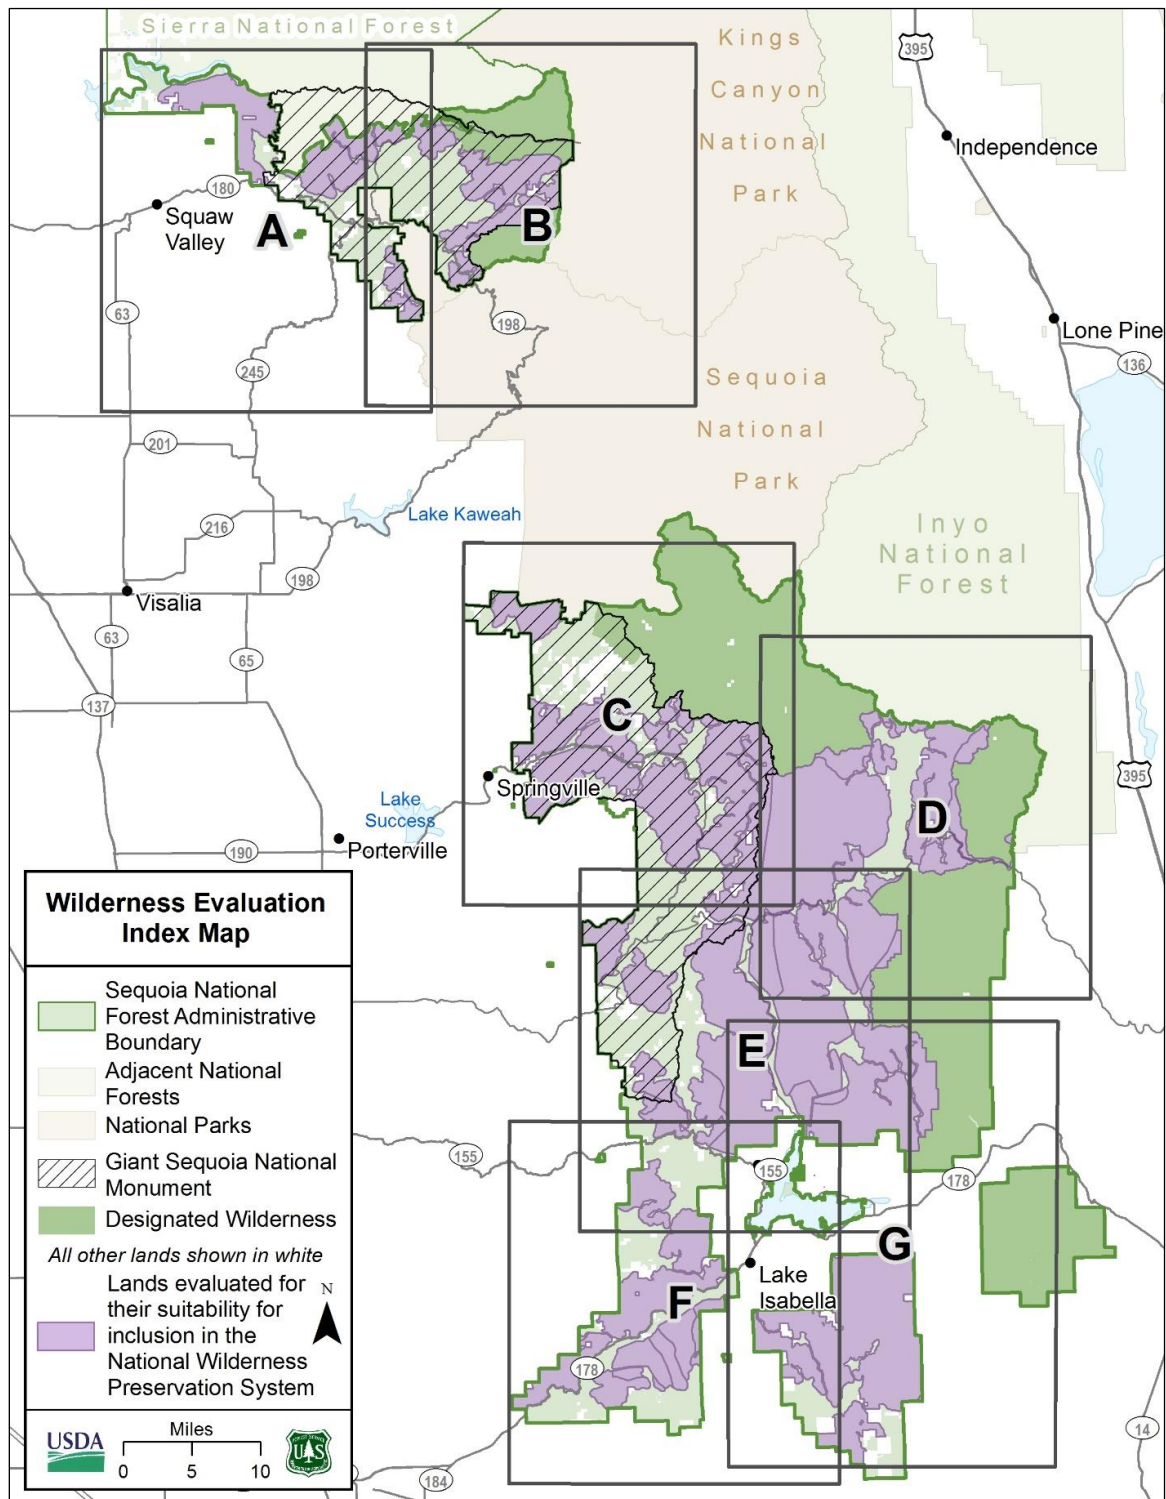 Sierra National Forest
Kings
Canyon
National
Park
395
Independence
180
Squaw
Valley
A
B
63
198
Lone Pine
136
245
Sequoia
National
Park
201
Lake Kaweah
216
Inyo
National
Forest
198
Visalia
63
65
137
C
395
Springville
Lake
Success
D
190
Porterville
E
155
155
178
G
Lake
Isabella
F
178
14
184
Wilderness Evaluation
Index Map
Sequoia National
Forest Administrative
Boundary
Adjacent National
Forests
National Parks
Giant Sequoia National
Monument
Designated Wilderness
All other lands shown in white
Lands evaluated for
their suitability for
inclusion in the
National Wilderness
Preservation System
N
USDA
Miles
0 5 10
U S